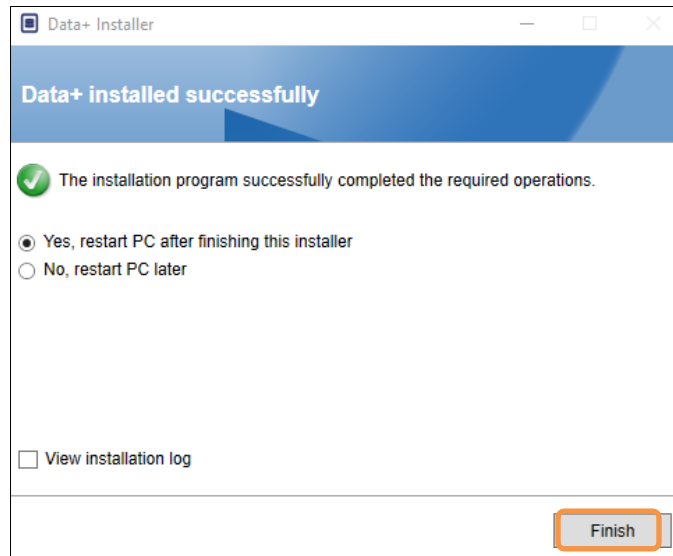 Data+ Installer
Data+ installed successfully
The installation program successfully completed the required operations.
Yes, restart PC after finishing this installer
No, restart PC later
View installation log
Finish